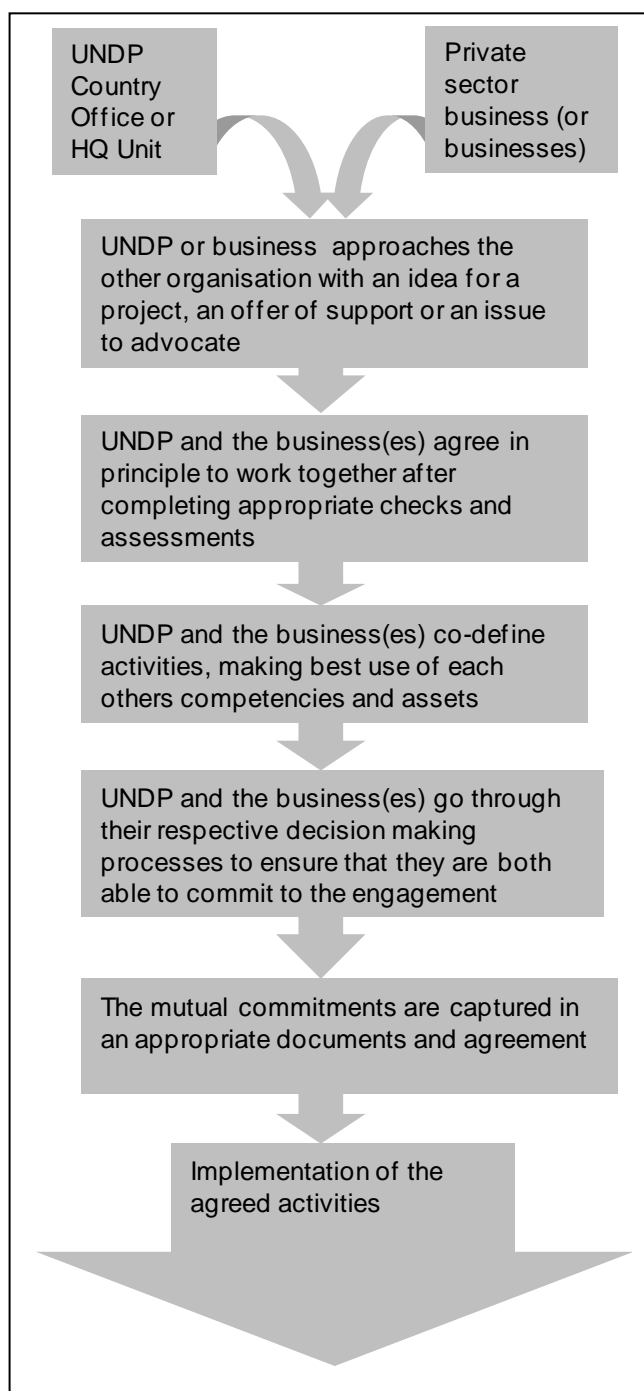 UNDP
Country
Office or
HQ Unit
Private
sector
business (or
businesses)
UNDP or business approaches the
other organisation with an idea for a
project, an offer of support or an issue
to advocate
UNDP and the business(es) agree in
principle to work together after
completing appropriate checks and
assessments
UNDP and the business(es) co-define
activities, making best use of each
others competencies and assets
UNDP and the business(es) go through
their respective decision making
processes to ensure that they are both
able to commit to the engagement
The mutual commitments are captured in
an appropriate documents and agreement
Implementation of the
agreed activities